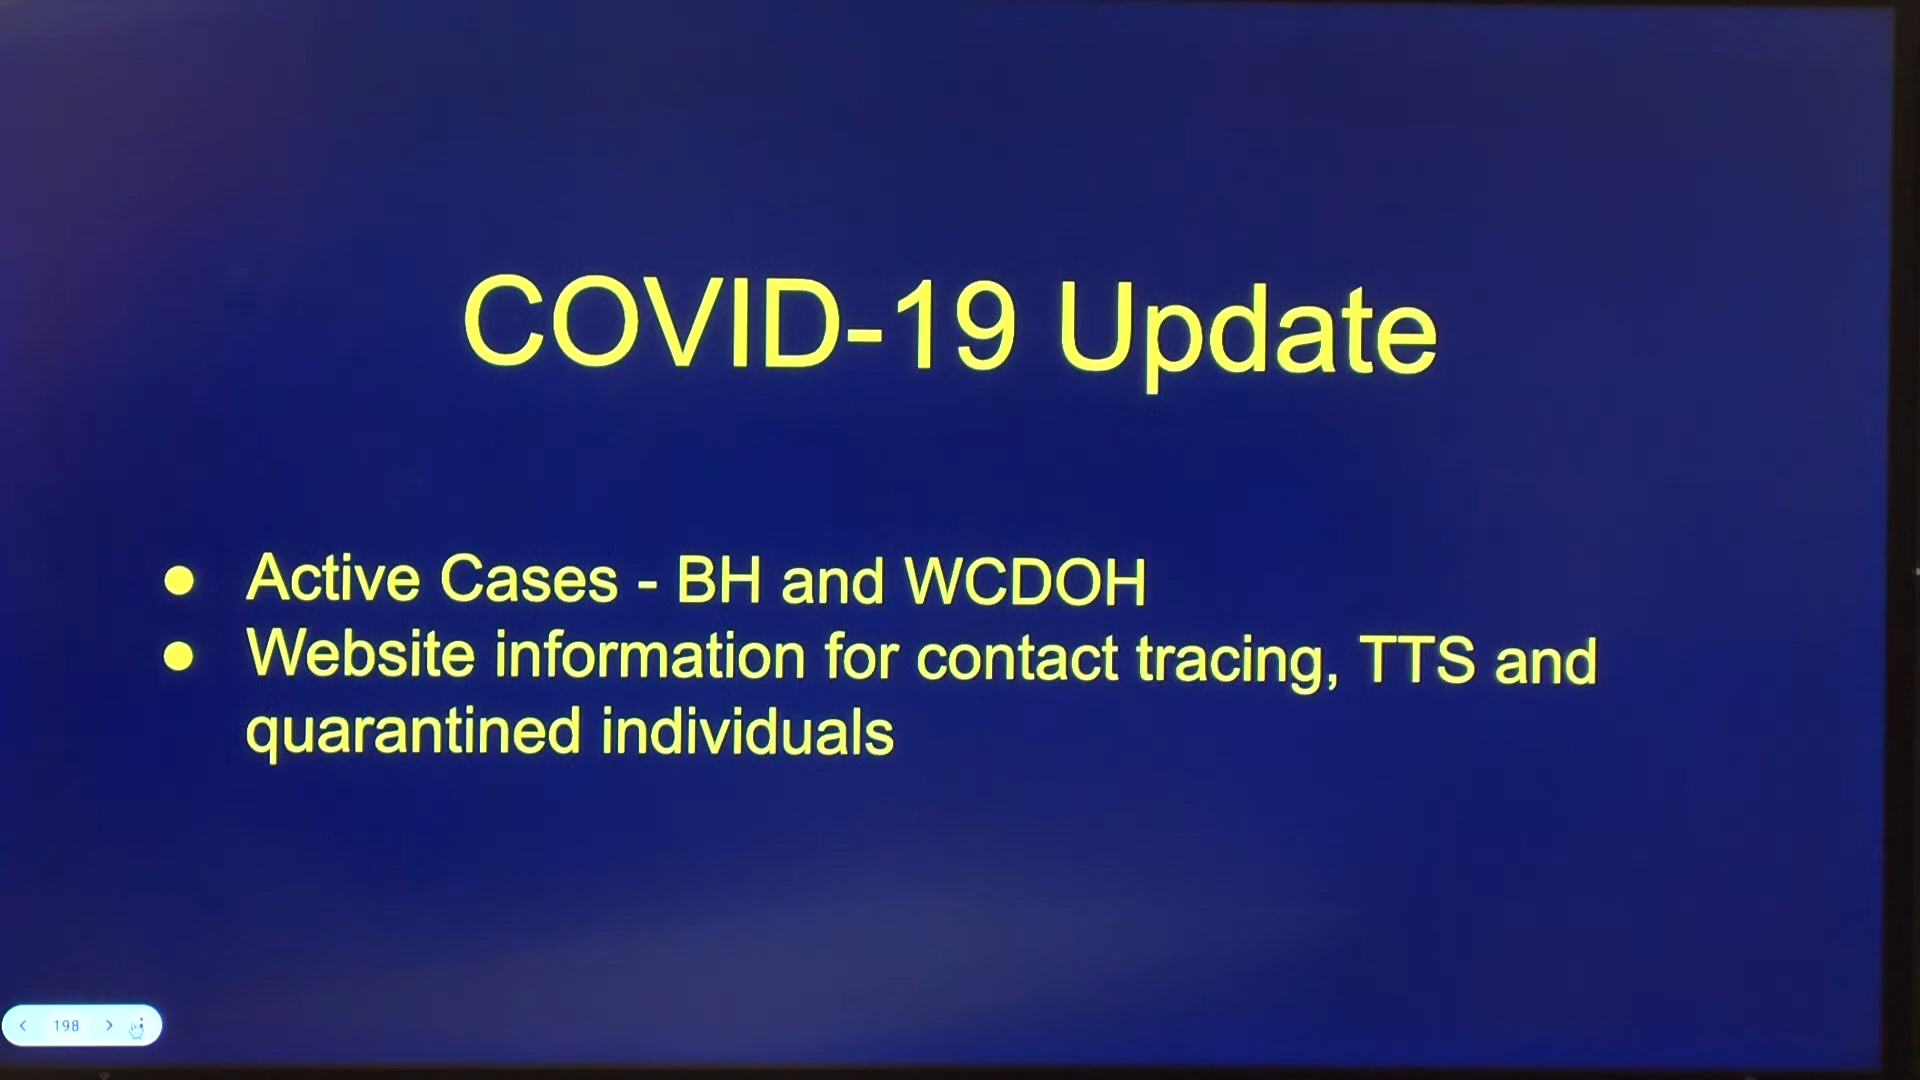 COVID-19 Update
● Active Cases - BH and WCDOH
● Website information for contact tracing, TTS and
quarantined individuals
198